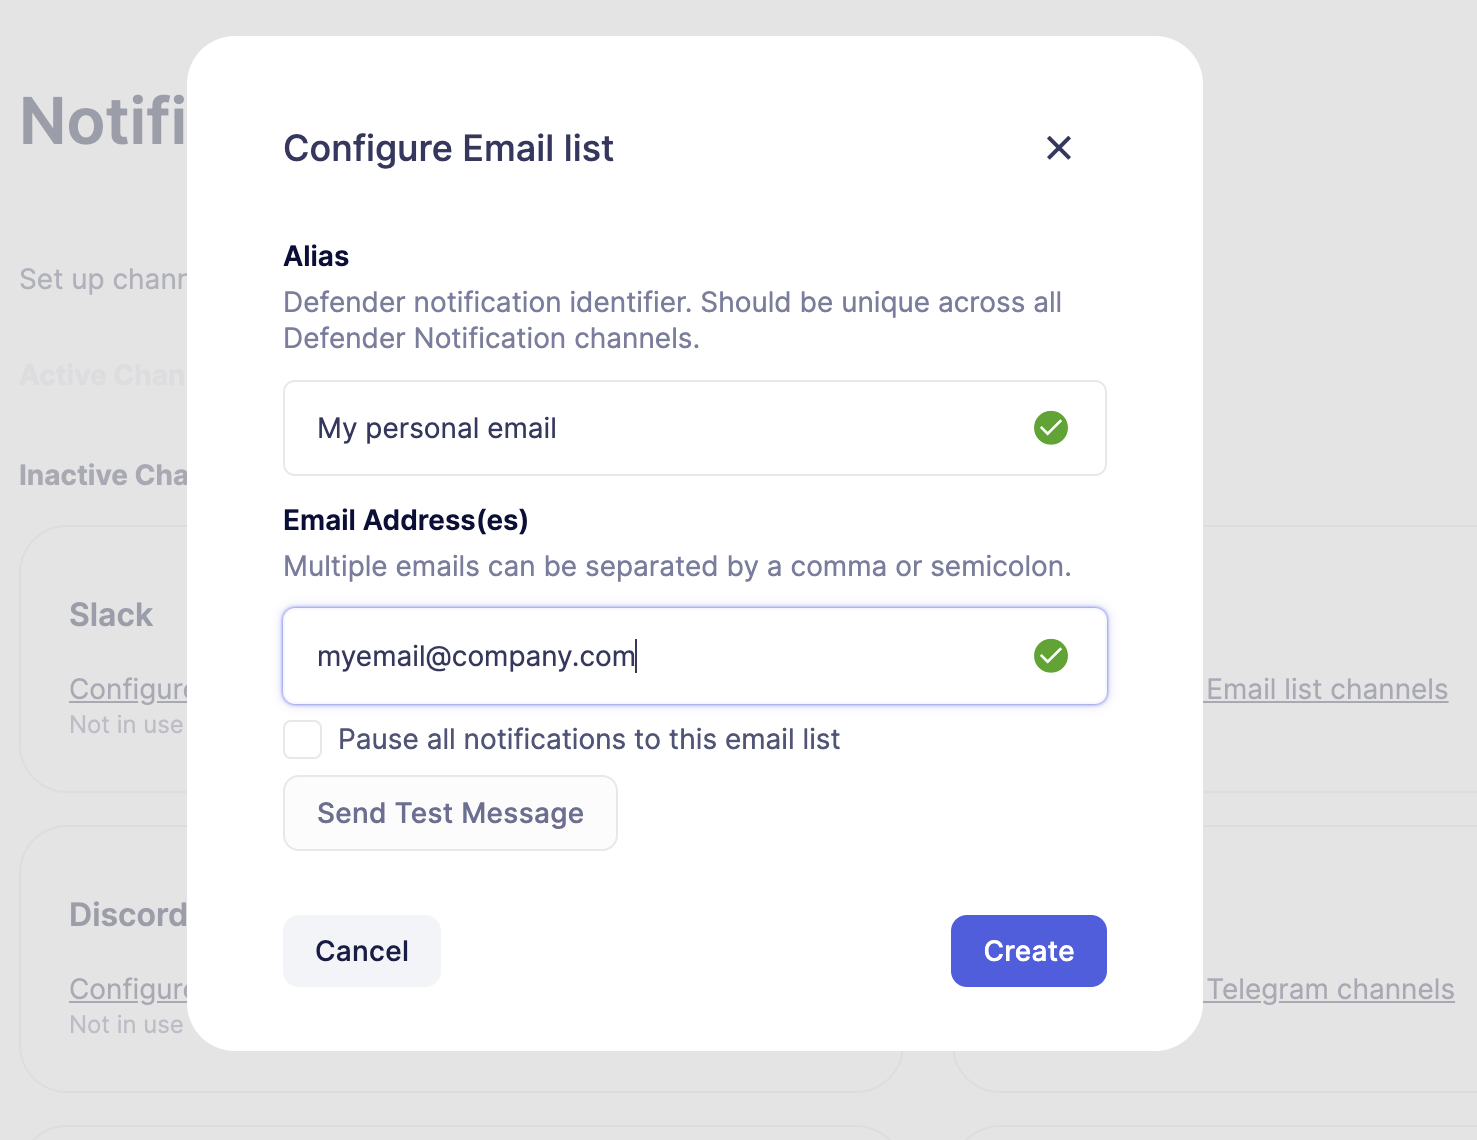 Notifi
Configure Email list
Set up chann
Active Chan
Inactive Cha
Alias
Defender notification identifier. Should be unique across all
Defender Notification channels.
My personal email
Email Address(es)
Multiple emails can be separated by a comma or semicolon.
myemail@company.com
Pause all notifications to this email list
Send Test Message
Cancel
Create
Slack
Configure
Not in use
Email list channels
Discord
Configure
Not in use
Telegram channels